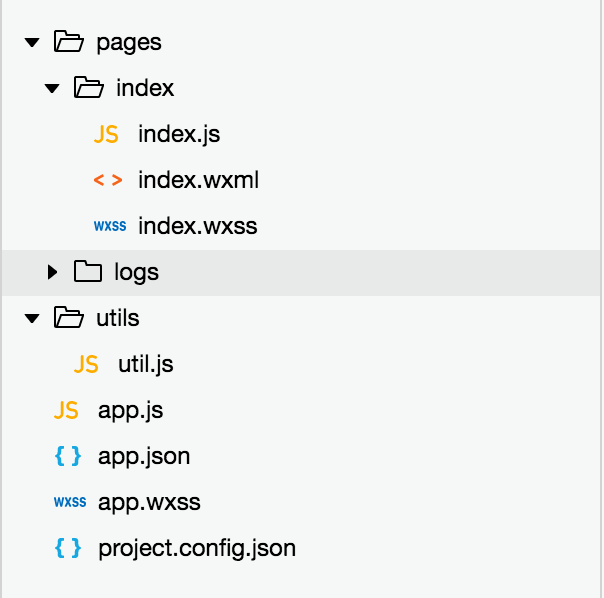 pages
index
JS index.js
< > index.wxml
wxss index.wxss
logs
utils
JS util.js
JS app.js
{ } app.json
wxss app.wxss
{ } project.config.json